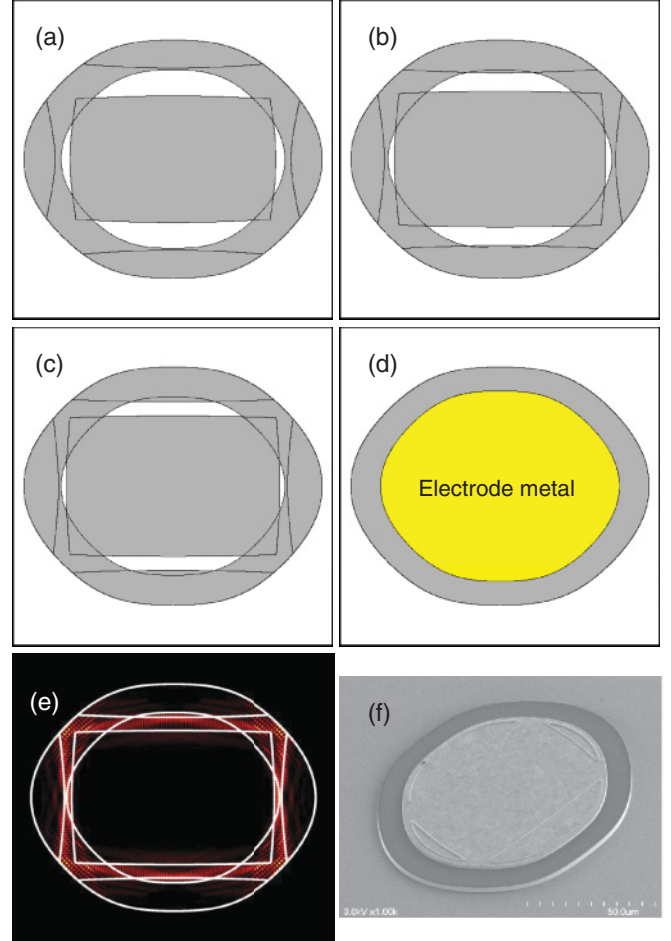 (a)
(b)
(c)
(d)
Electrode metal
(e)
(f)
3.0kV x1.00k
50.0um